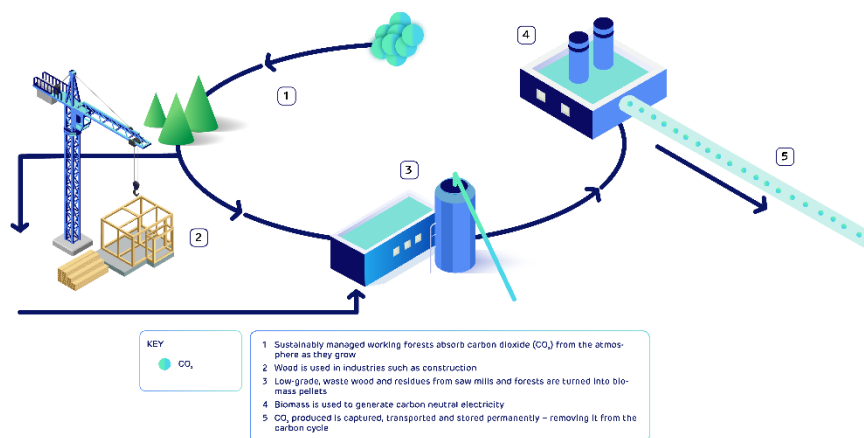 4
1
3
5
2
KEY
CO₂
1 Sustainably managed working forests absorb carbon dioxide (CO₂) from the atmos-
phere as they grow
2 Wood is used in industries such as construction
3 Low-grade, waste wood and residues from saw mills and forests are turned into bio-
mass pellets
4 Biomass is used to generate carbon neutral electricity
5 CO₂ produced is captured, transported and stored permanently – removing it from the
carbon cycle